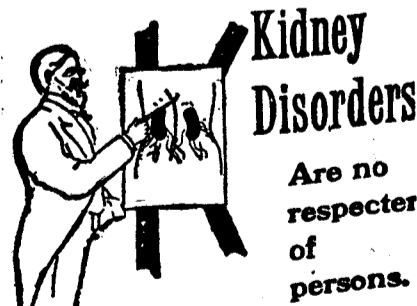 Kidney
Disorders
Are no
respecter
of
persons.